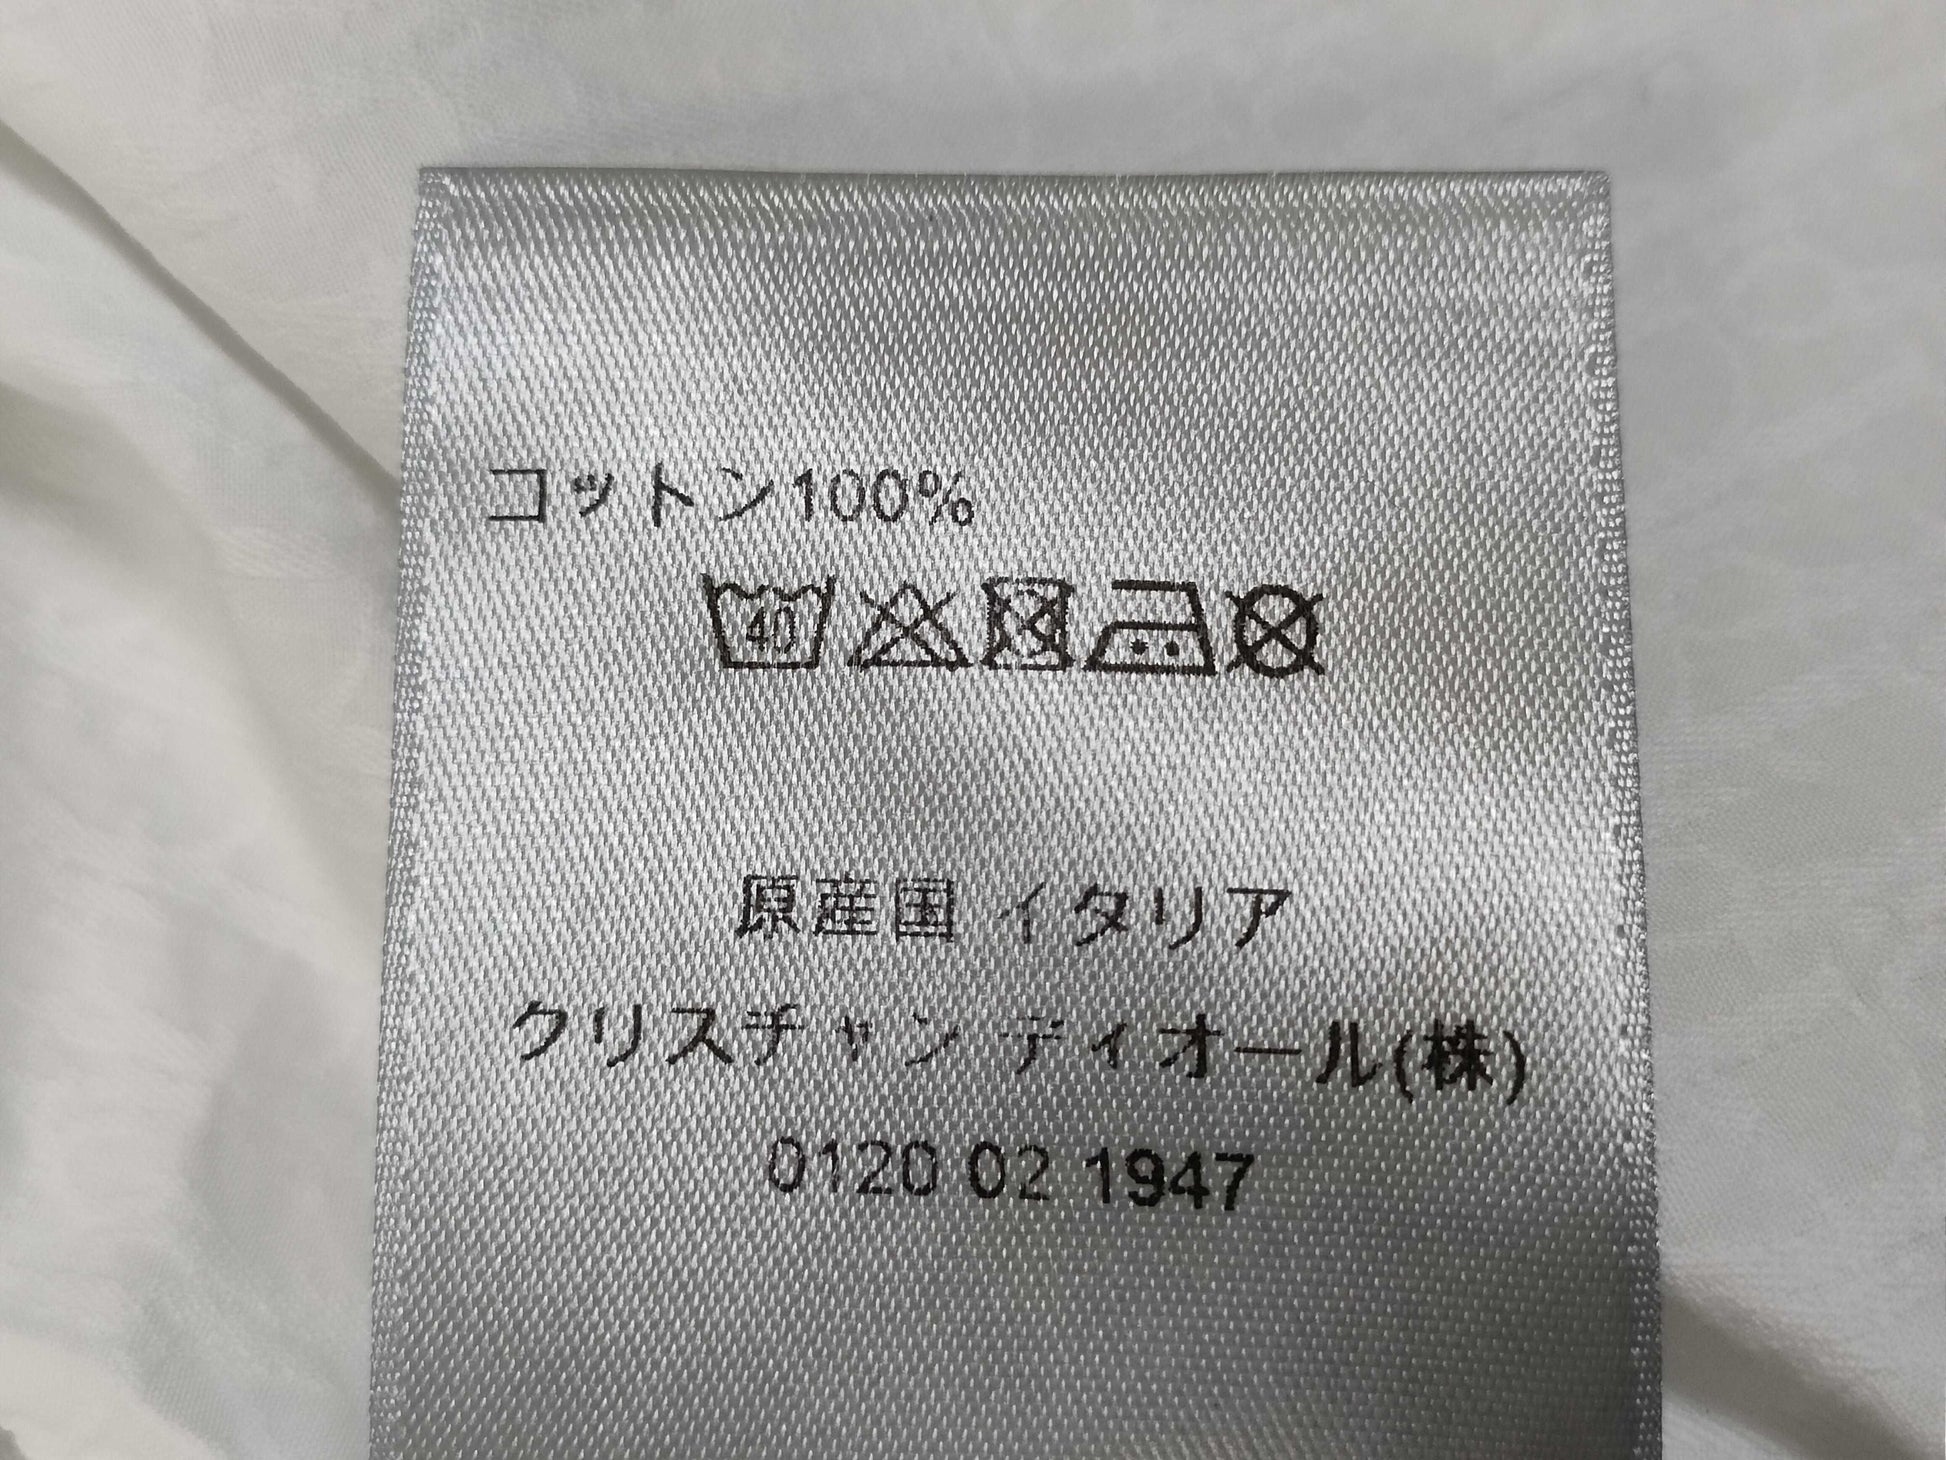 コットン100%
40
原産国 イタリア
クリスチャン ディオール(株)
0120 02 1947